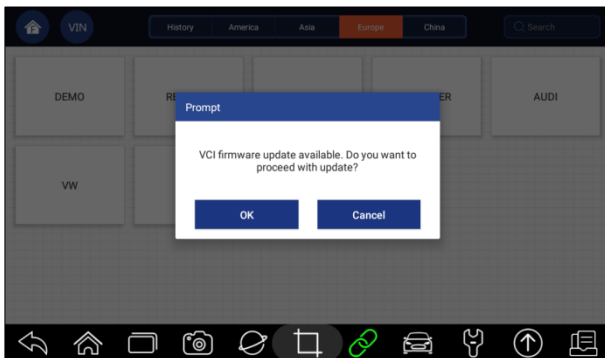 VIN
History
America
Asia
Europe
China
Search
DEMO
AUDI
Prompt
VCI firmware update available. Do you want to
proceed with update?
OK
Cancel
VW